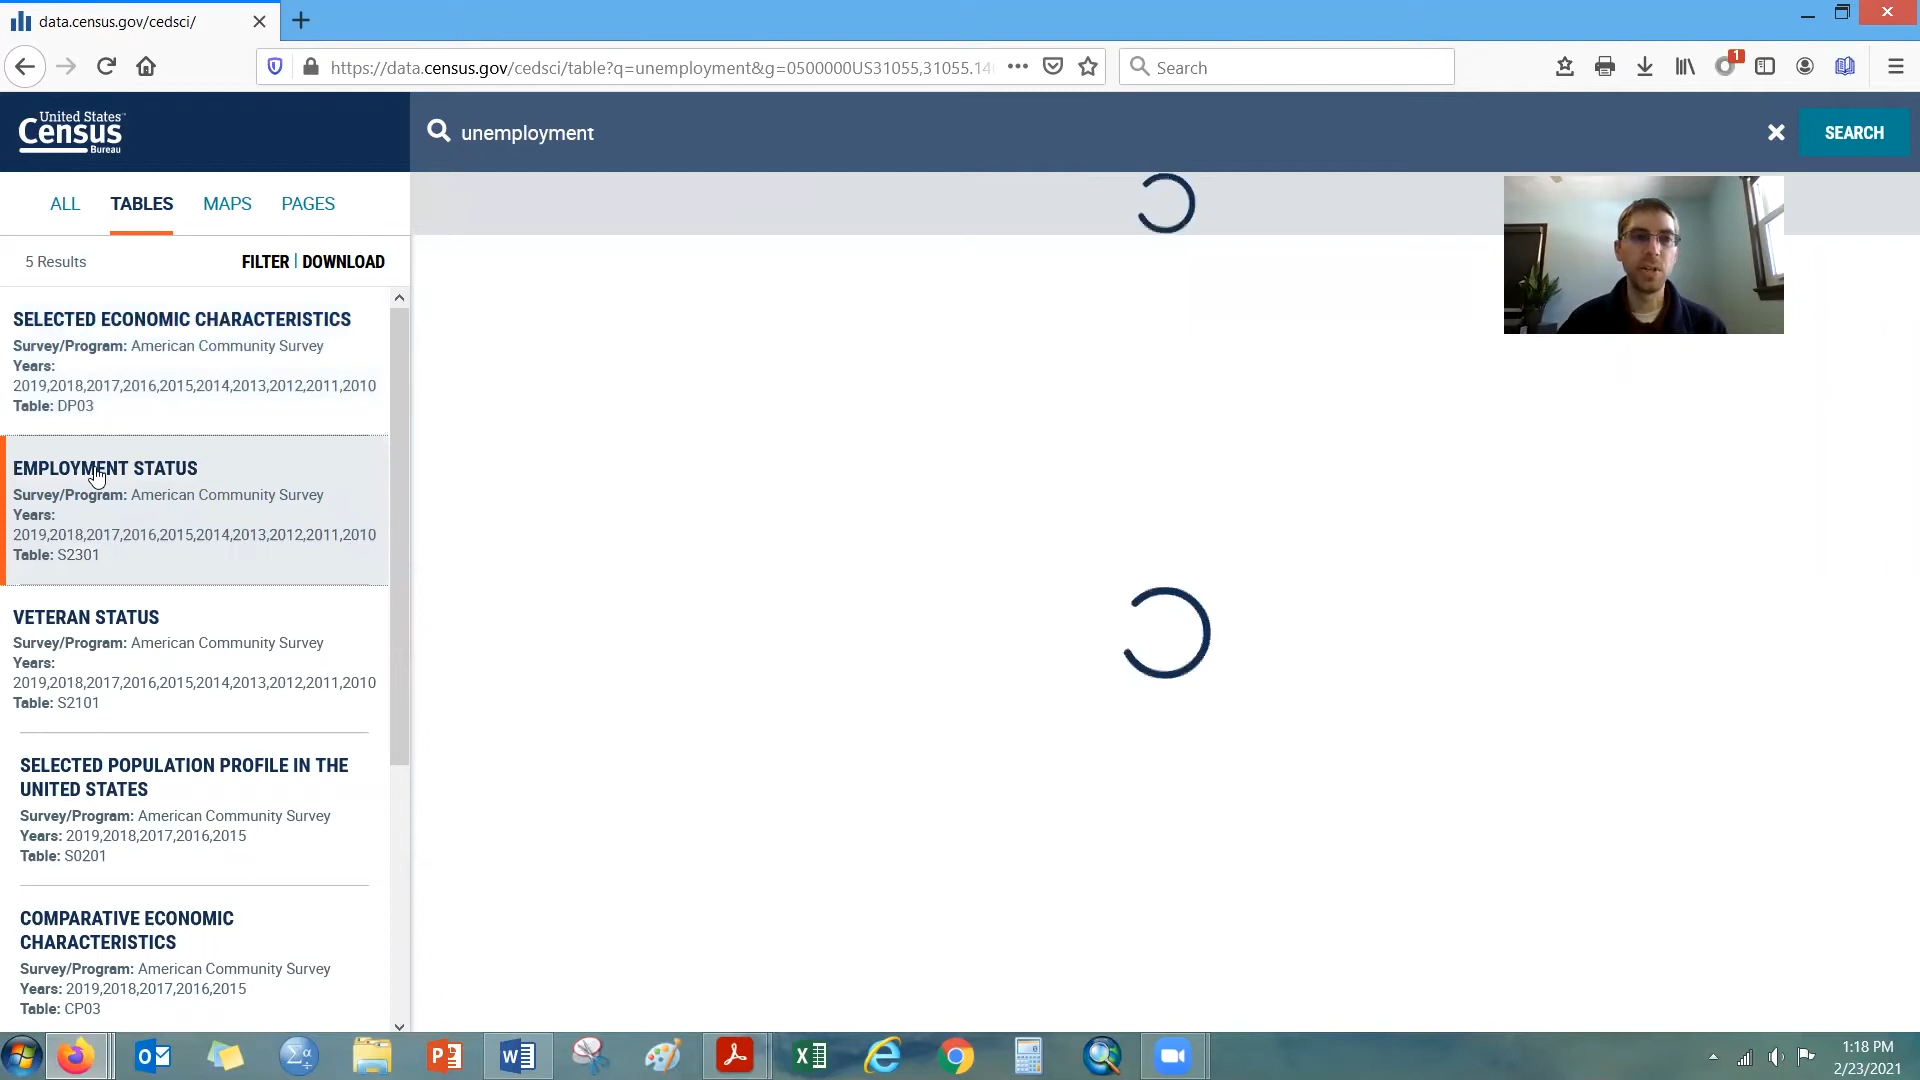 data.census.gov/cedsci/
https://data.census.gov/cedsci/table?q=unemployment&g=0500000US31055,31055.14
Search
1
United States
Census
Bureau
unemployment
SEARCH
ALL TABLES MAPS PAGES
5 Results
FILTER | DOWNLOAD
SELECTED ECONOMIC CHARACTERISTICS
Survey/Program: American Community Survey
Years:
2019,2018,2017,2016,2015,2014,2013,2012,2011,2010
Table: DP03
EMPLOYMENT STATUS
Survey/Program: American Community Survey
Years:
2019,2018,2017,2016,2015,2014,2013,2012,2011,2010
Table: S2301
VETERAN STATUS
Survey/Program: American Community Survey
Years:
2019,2018,2017,2016,2015,2014,2013,2012,2011,2010
Table: S2101
SELECTED POPULATION PROFILE IN THE
UNITED STATES
Survey/Program: American Community Survey
Years: 2019,2018,2017,2016,2015
Table: S0201
COMPARATIVE ECONOMIC
CHARACTERISTICS
Survey/Program: American Community Survey
Years: 2019,2018,2017,2016,2015
Table: CP03
1:18 PM
2/23/2021